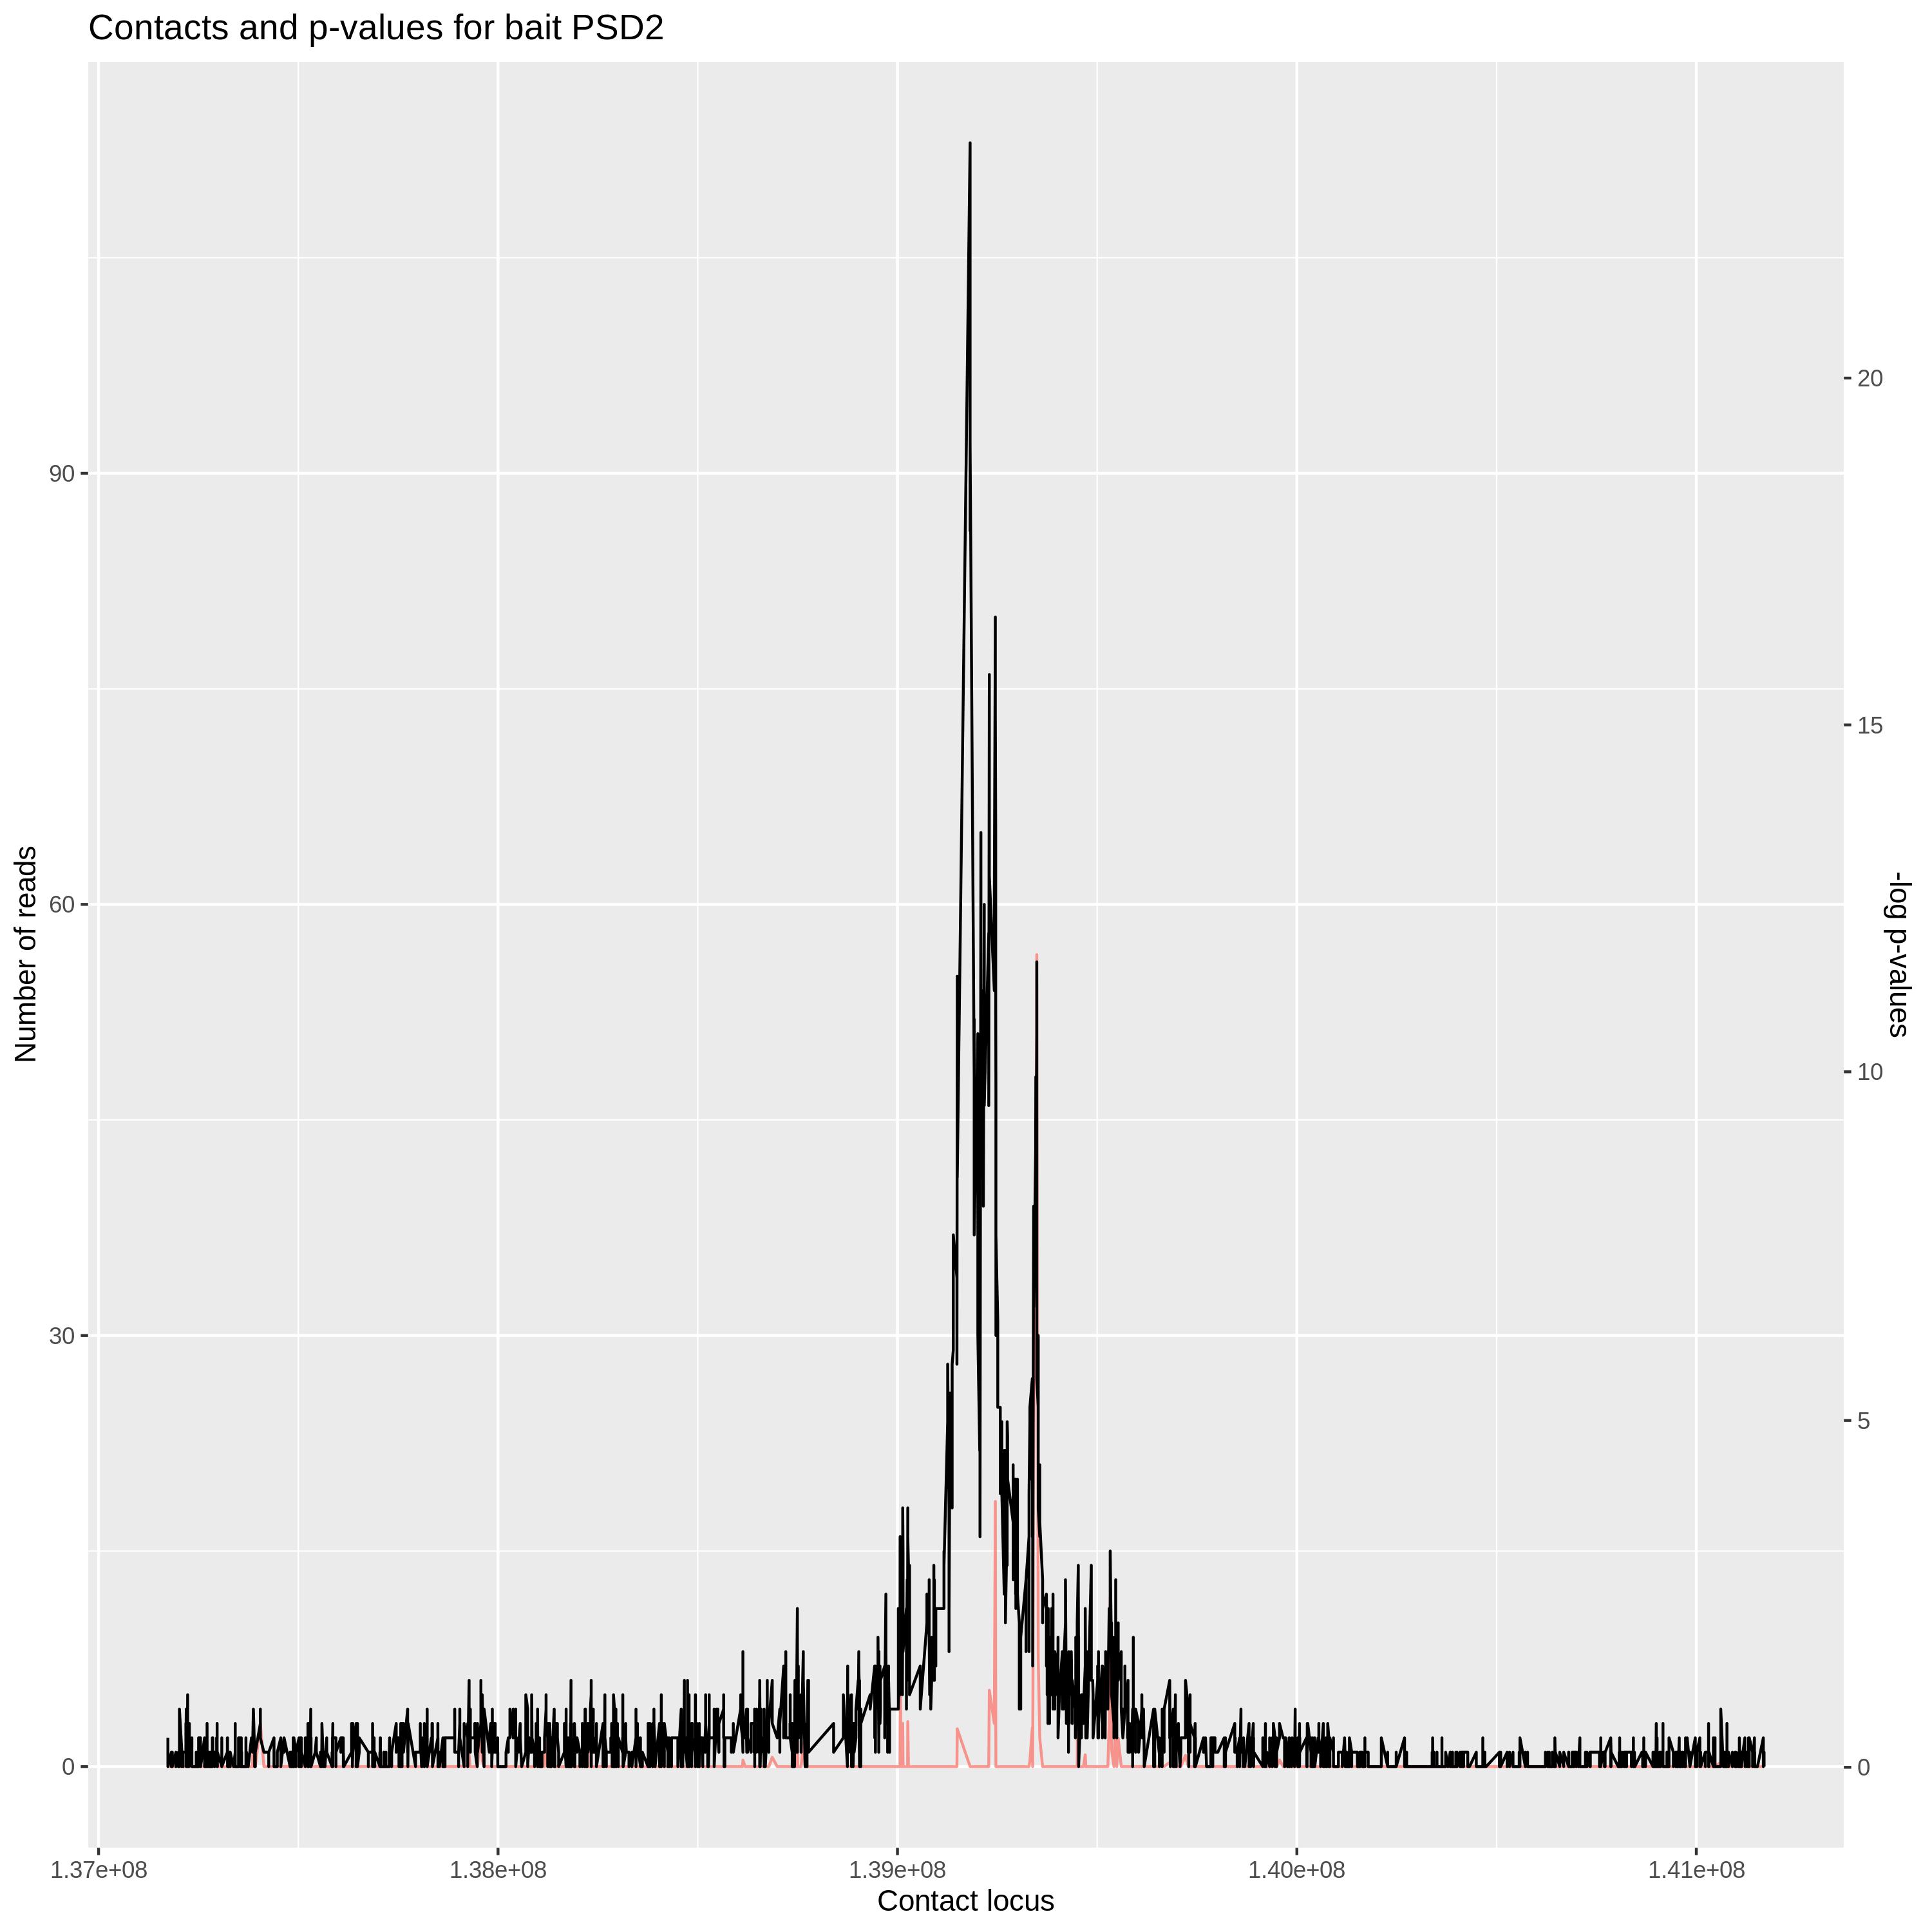 Contacts and p-values for bait PSD2
Number of reads
90
60
30
0
20
15
10
5
0
-log p-values
1.37e+08
1.38e+08
1.39e+08
1.40e+08
1.41e+08
Contact locus